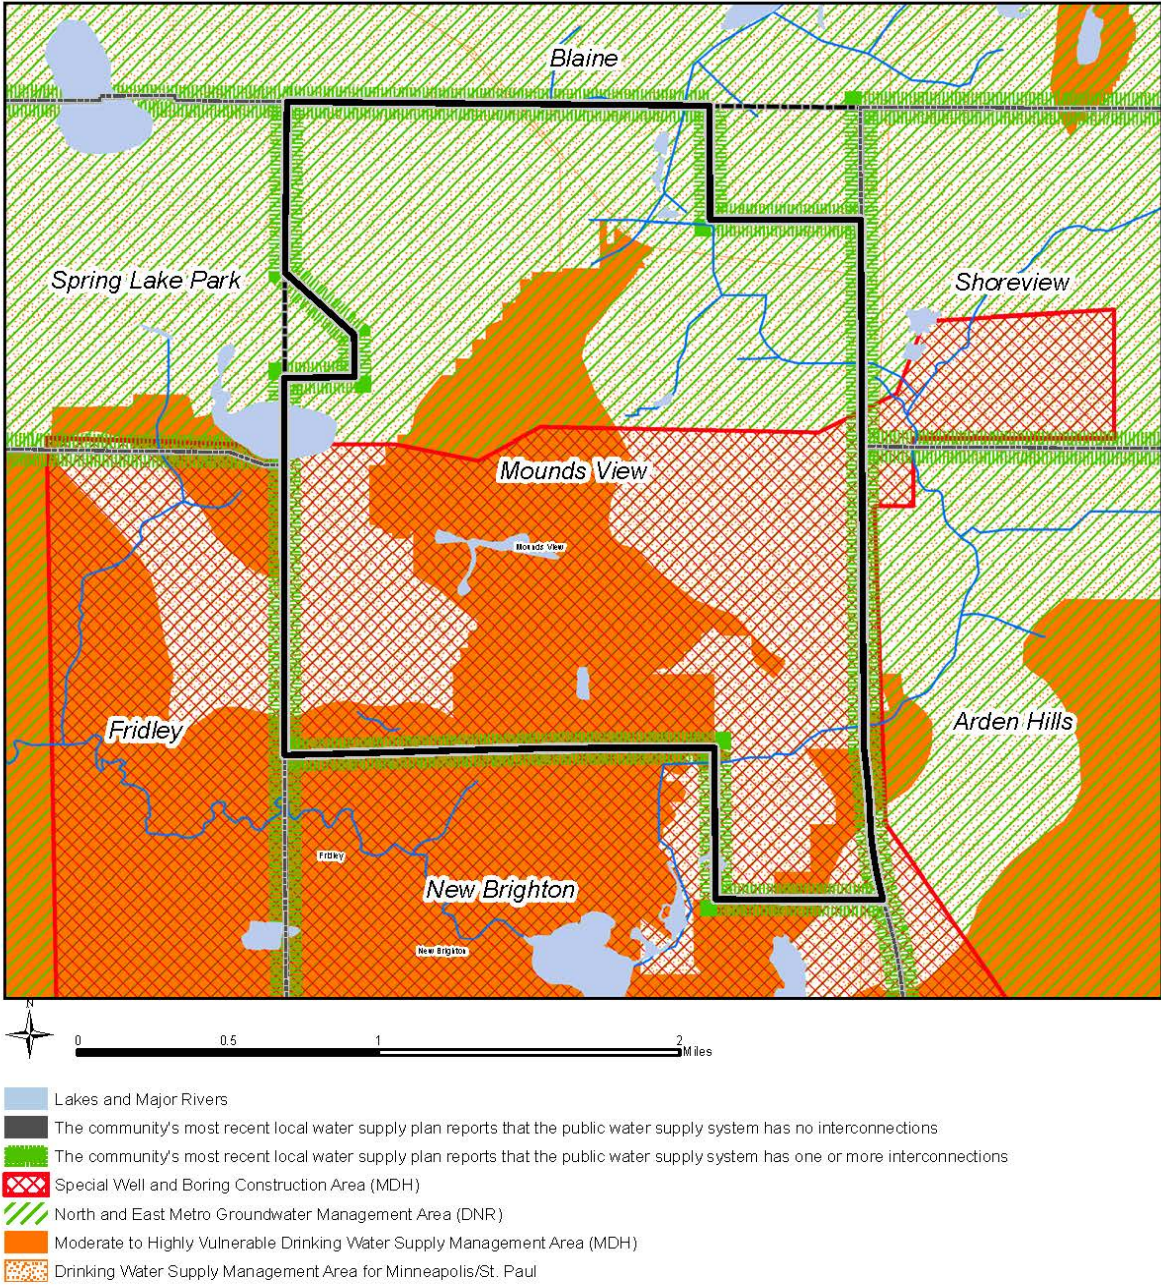 Blaine
Spring Lake Park
Shoreview
Mounds View
Mounds View
Fridley
Arden Hills
Fridley
New Brighton
New Brighton
N
0 0.5 1 2
Miles
Lakes and Major Rivers
The community's most recent local water supply plan reports that the public water supply system has no interconnections
The community's most recent local water supply plan reports that the public water supply system has one or more interconnections
Special Well and Boring Construction Area (MDH)
North and East Metro Groundwater Management Area (DNR)
Moderate to Highly Vulnerable Drinking Water Supply Management Area (MDH)
Drinking Water Supply Management Area for Minneapolis/St. Paul